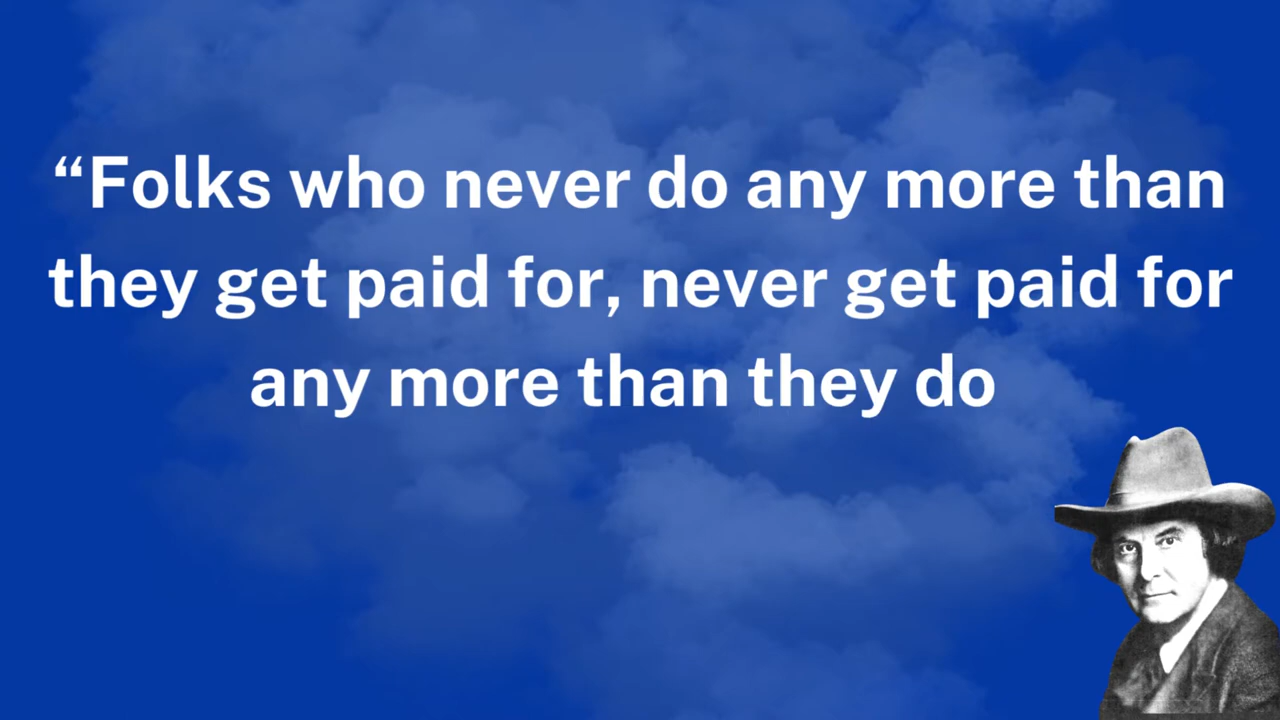 “Folks who never do any more than
they get paid for, never get paid for
any more than they do